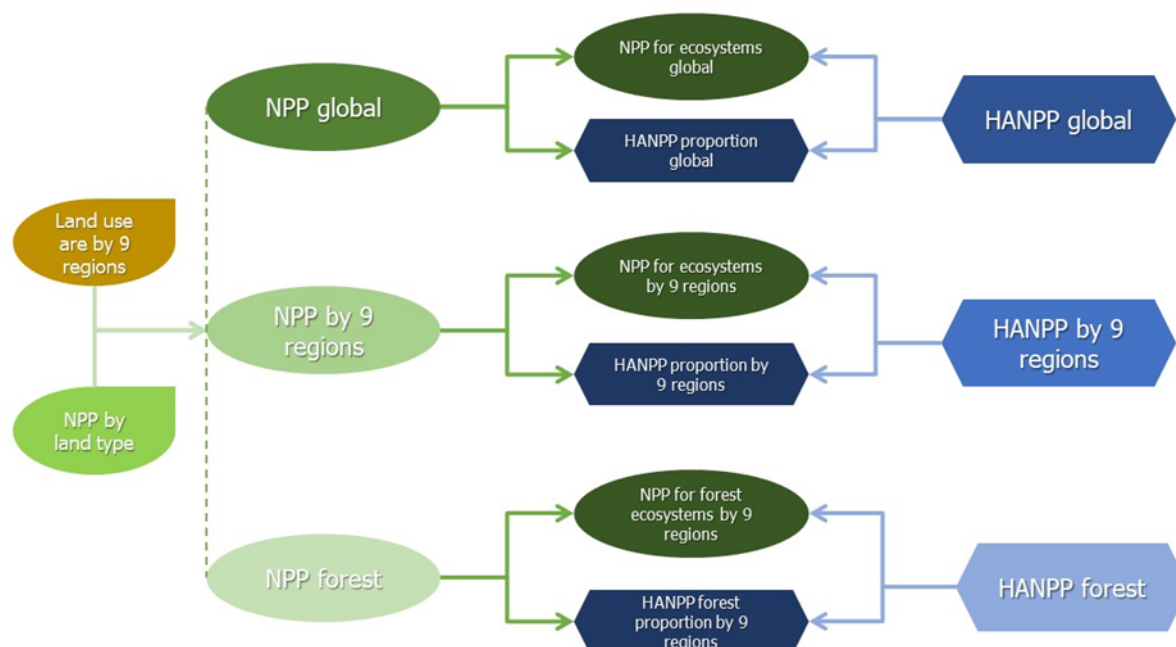 NPP for ecosystems
global
NPP global
HANPP global
HANPP proportion
global
Land use
are by 9
regions
NPP for ecosystems
by 9 regions
NPP by 9
regions
HANPP by 9
regions
HANPP proportion by
9 regions
NPP by
land type
NPP for forest
ecosystems by 9
regions
NPP forest
HANPP forest
HANPP forest
proportion by 9
regions